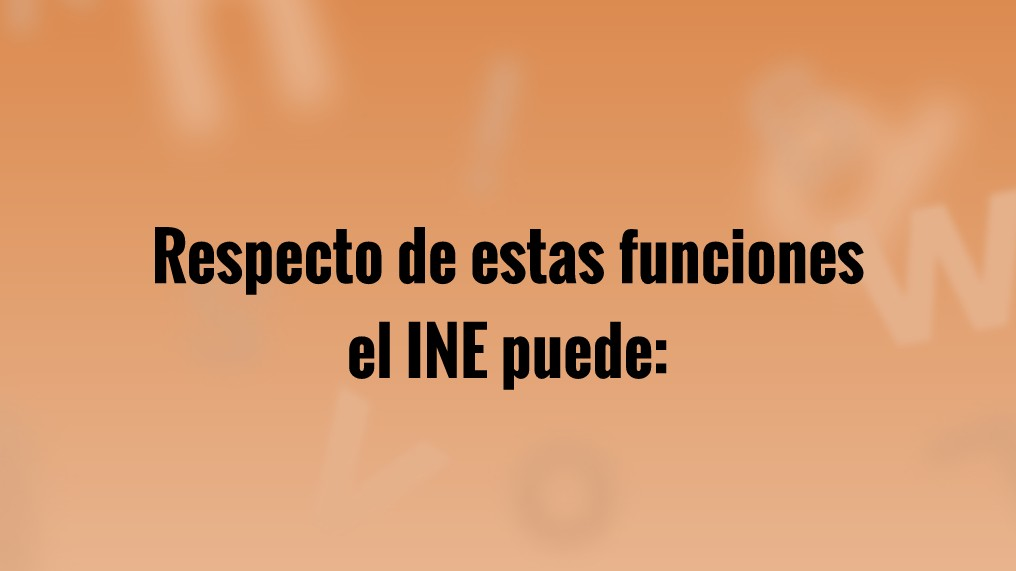 Respecto de estas funciones
el INE puede: